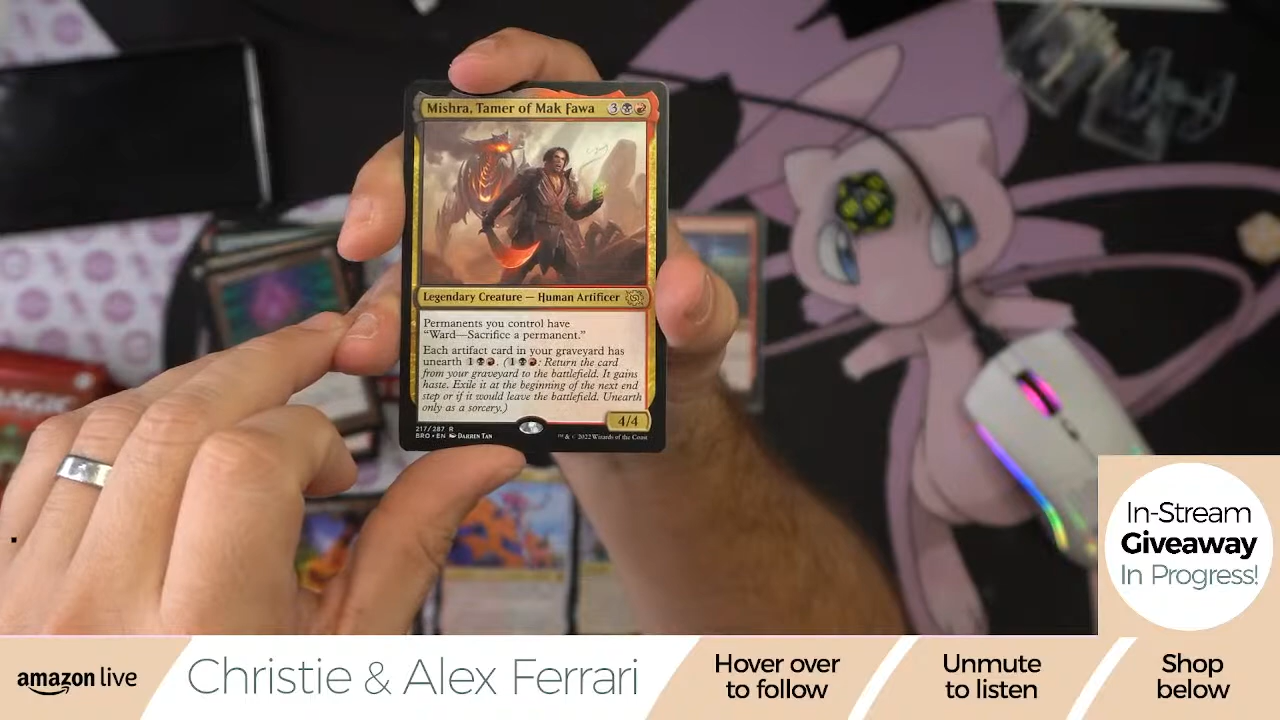 Mishra, Tamer of Mak Fawa 3
Legendary Creature — Human Artificer
Permanents you control have
“Ward—Sacrifice a permanent.”
Each artifact card in your graveyard has
unearth 1. (1: Return the card
from your graveyard to the battlefield. It gains
haste. Exile it at the beginning of the next end
step or if it would leave the battlefield. Unearth
only as a sorcery.)
4/4
217/287 R
BRO • EN DARREN TAN
™ & © 2022 Wizards of the Coast
MAGIC
In-Stream
Giveaway
In Progress!
amazon live
Christie & Alex Ferrari
Hover over
to follow
Unmute
to listen
Shop
below